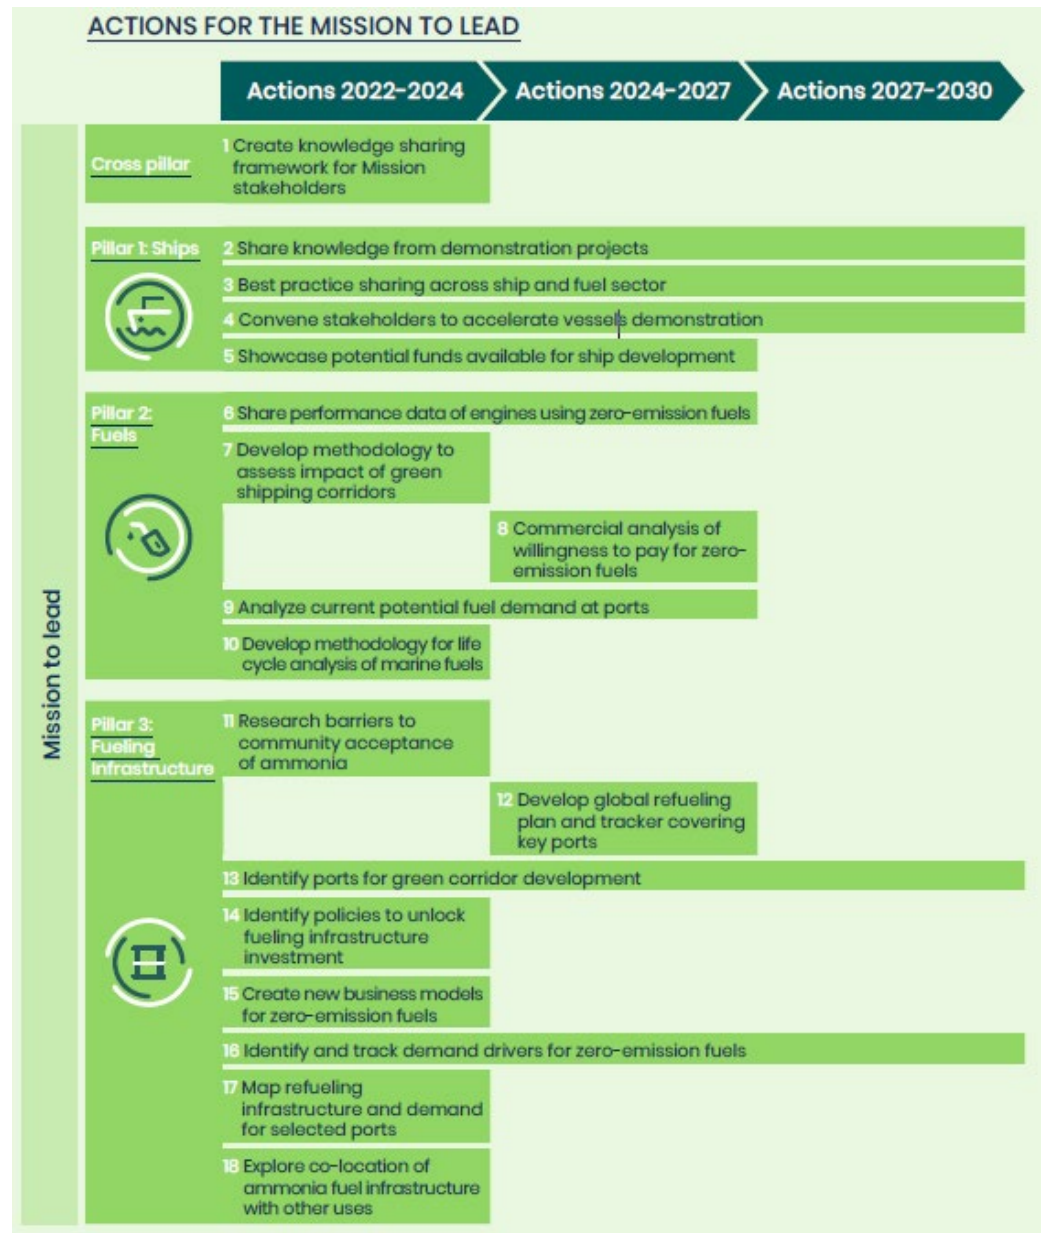 ACTIONS FOR THE MISSION TO LEAD
Actions 2022-2024
Actions 2024-2027
Actions 2027-2030
Mission to lead
Cross pillar
1 Create knowledge sharing
framework for Mission
stakeholders
Pillar 1: Ships
2 Share knowledge from demonstration projects
3 Best practice sharing across ship and fuel sector
4 Convene stakeholders to accelerate vessels demonstration
5 Showcase potential funds available for ship development
Pillar 2:
Fuels
6 Share performance data of engines using zero-emission fuels
7 Develop methodology to
assess impact of green
shipping corridors
8 Commercial analysis of
willingness to pay for zero-
emission fuels
9 Analyze current potential fuel demand at ports
10 Develop methodology for life
cycle analysis of marine fuels
Pillar 3:
Fueling
Infrastructure
11 Research barriers to
community acceptance
of ammonia
12 Develop global refueling
plan and tracker covering
key ports
13 Identify ports for green corridor development
14 Identify policies to unlock
fueling infrastructure
investment
15 Create new business models
for zero-emission fuels
16 Identify and track demand drivers for zero-emission fuels
17 Map refueling
infrastructure and demand
for selected ports
18 Explore co-location of
ammonia fuel infrastructure
with other uses